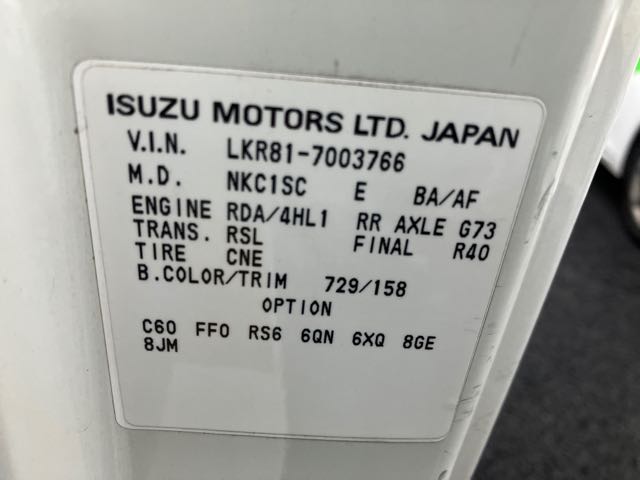 ISUZU MOTORS LTD. JAPAN
V.I.N. LKR81-7003766
M.D. NKC1SC E BA/AF
ENGINE RDA/4HL1 RR AXLE G73
TRANS. RSL FINAL R40
TIRE CNE
B.COLOR/TRIM 729/158
OPTION
C60 FFO RS6 6QN 6XQ 8GE
8JM